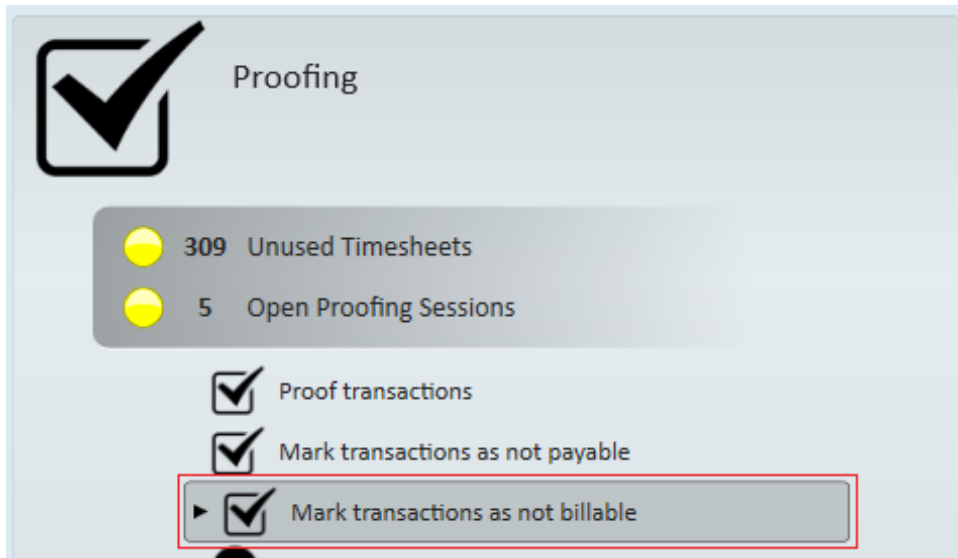 Proofing
309 Unused Timesheets
5 Open Proofing Sessions
Proof transactions
Mark transactions as not payable
Mark transactions as not billable